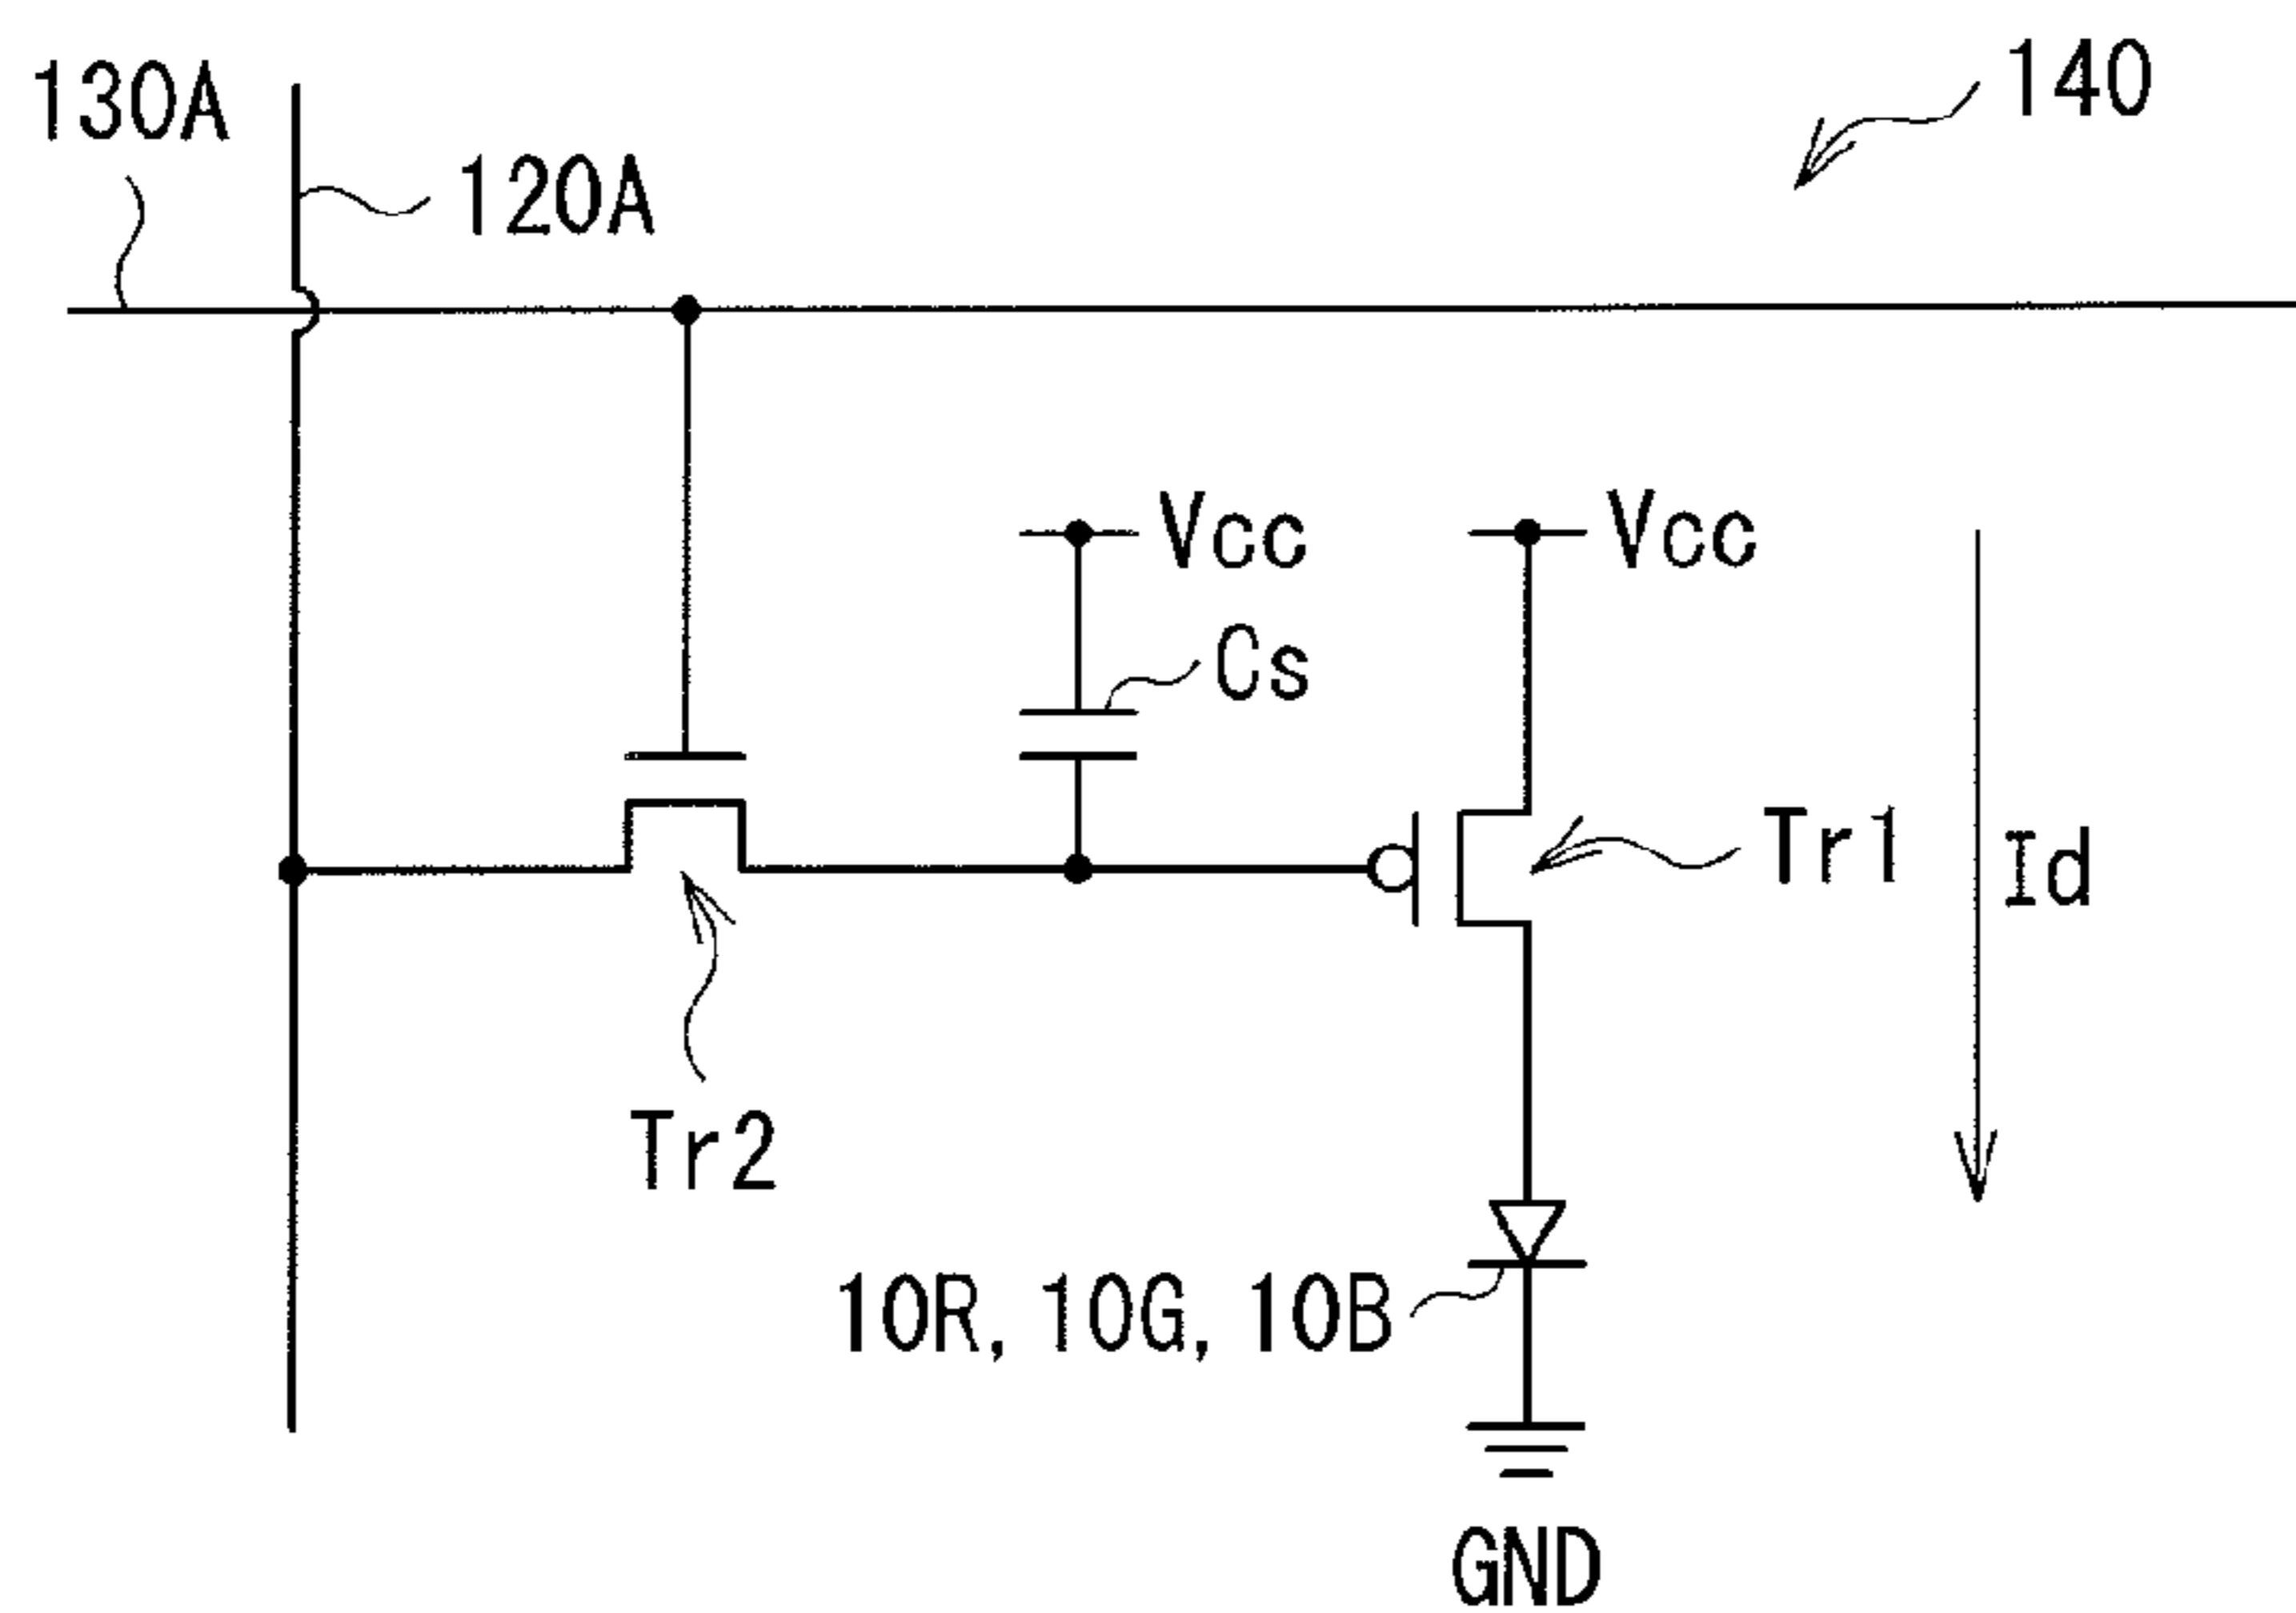 140
130A
120A
Vcc
Vcc
Cs
Tr1
Id
Tr2
10R, 10G, 10B
GND